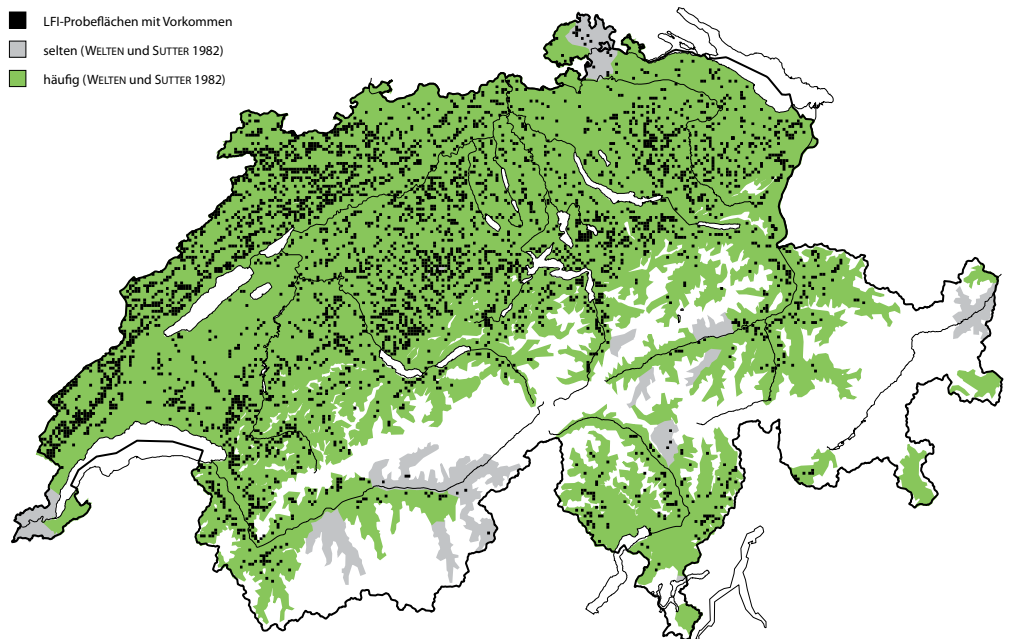 LFI-Probeflächen mit Vorkommen
selten (WELTEN und SUTTER 1982)
häufig (WELTEN und SUTTER 1982)